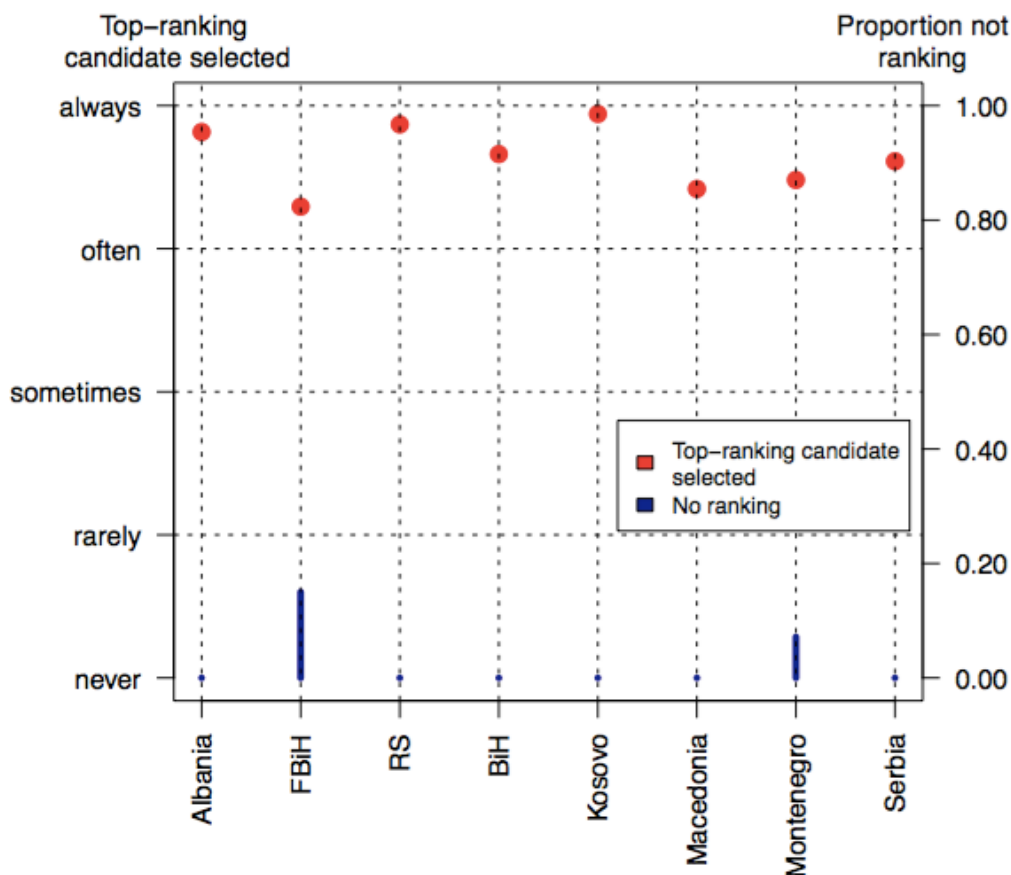 Top-ranking
candidate selected
Proportion not
ranking
always
often
sometimes
rarely
never
1.00
0.80
0.60
0.40
0.20
0.00
Top-ranking candidate
selected
No ranking
Albania
FBiH
RS
BiH
Kosovo
Macedonia
Montenegro
Serbia